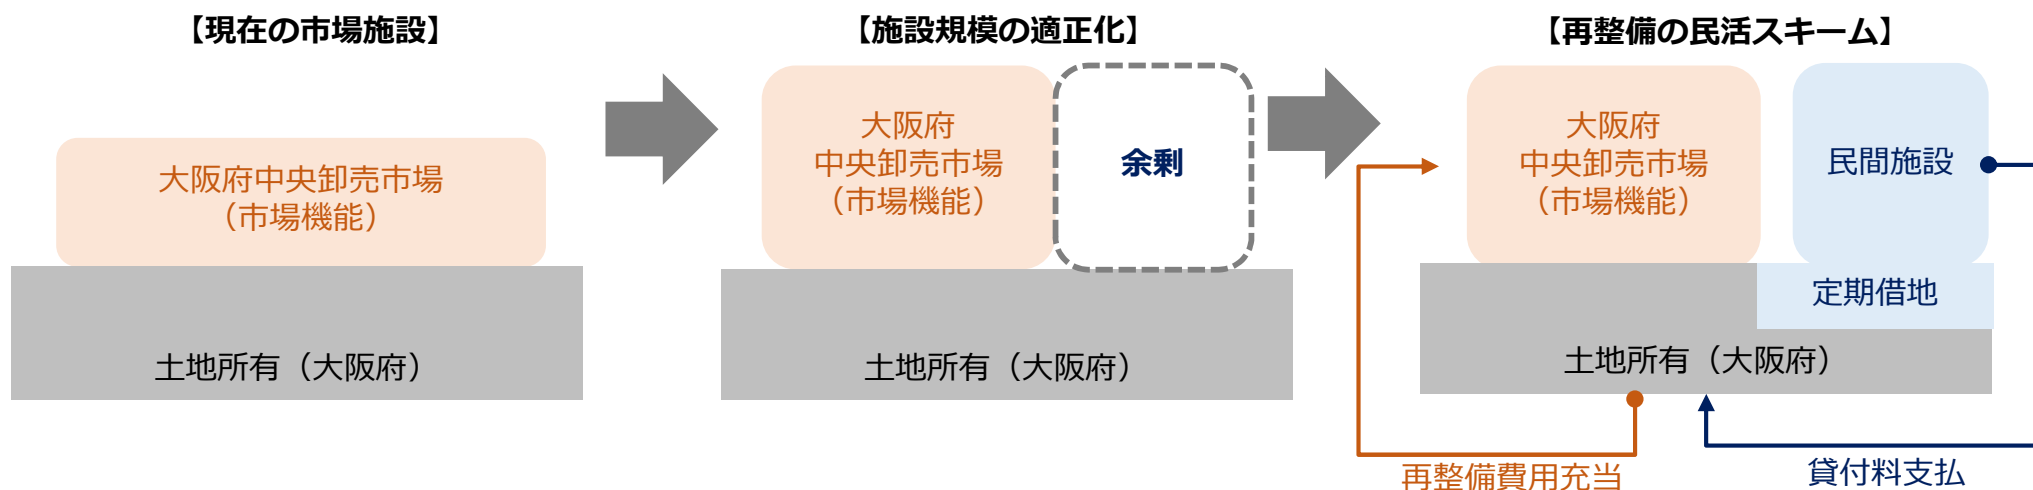 【現在の市場施設】
大阪府中央卸売市場
（市場機能）
土地所有（大阪府）
【施設規模の適正化】
大阪府
中央卸売市場
（市場機能）
余剰
土地所有（大阪府）
【再整備の民活スキーム】
大阪府
中央卸売市場
（市場機能）
民間施設
定期借地
土地所有（大阪府）
再整備費用充当
貸付料支払